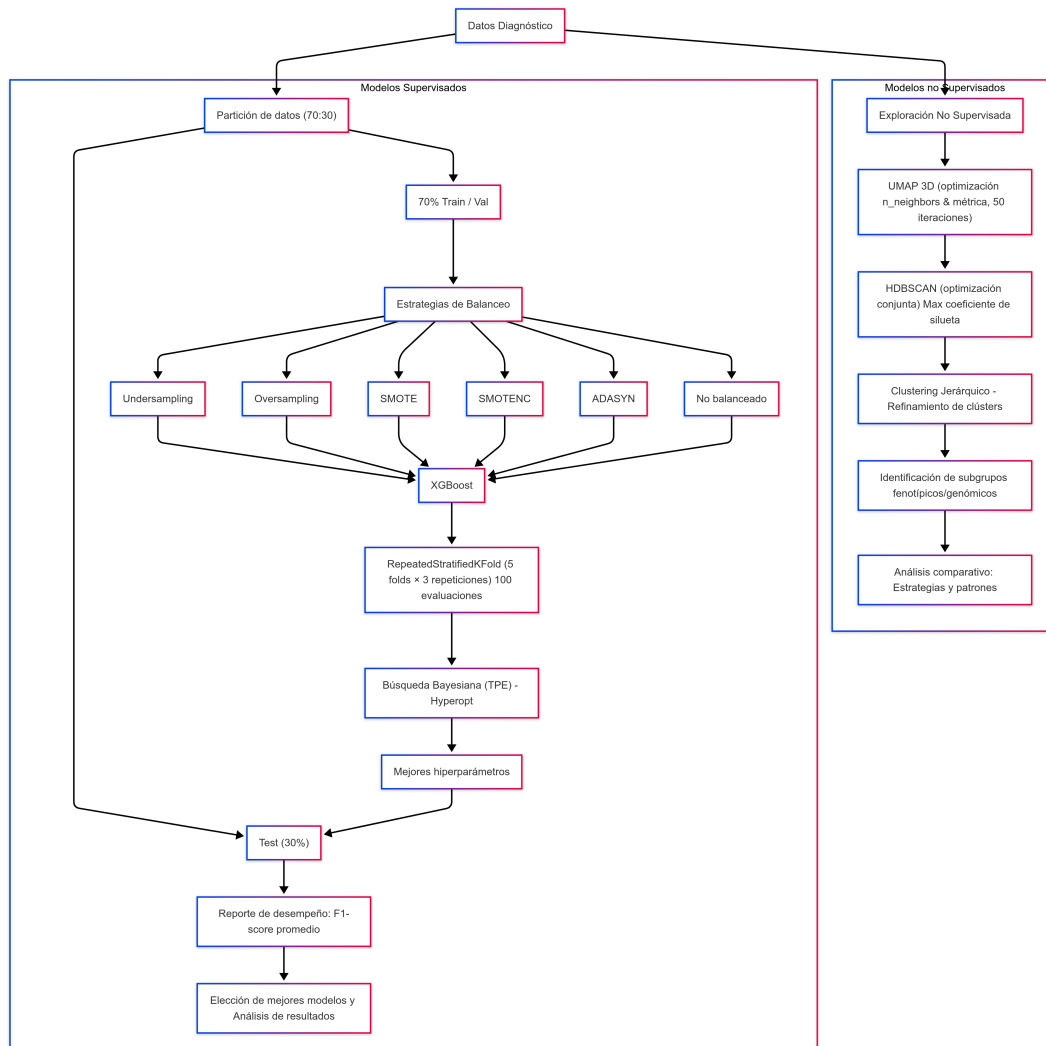 Datos Diagnóstico
Modelos Supervisados
Partición de datos (70:30)
70% Train / Val
Estrategias de Balanceo
Undersampling
Oversampling
SMOTE
SMOTENC
ADASYN
No balanceado
XGBoost
RepeatedStratifiedKFold (5
folds × 3 repeticiones) 100
evaluaciones
Búsqueda Bayesiana (TPE) -
Hyperopt
Mejores hiperparámetros
Test (30%)
Reporte de desempeño: F1-
score promedio
Elección de mejores modelos y
Análisis de resultados
Modelos no Supervisados
Exploración No Supervisada
UMAP 3D (optimización
n_neighbors & métrica, 50
iteraciones)
HDBSCAN (optimización
conjunta) Max coeficiente de
silueta
Clustering Jerárquico -
Refinamiento de clústers
Identificación de subgrupos
fenotípicos/genómicos
Análisis comparativo:
Estrategias y patrones